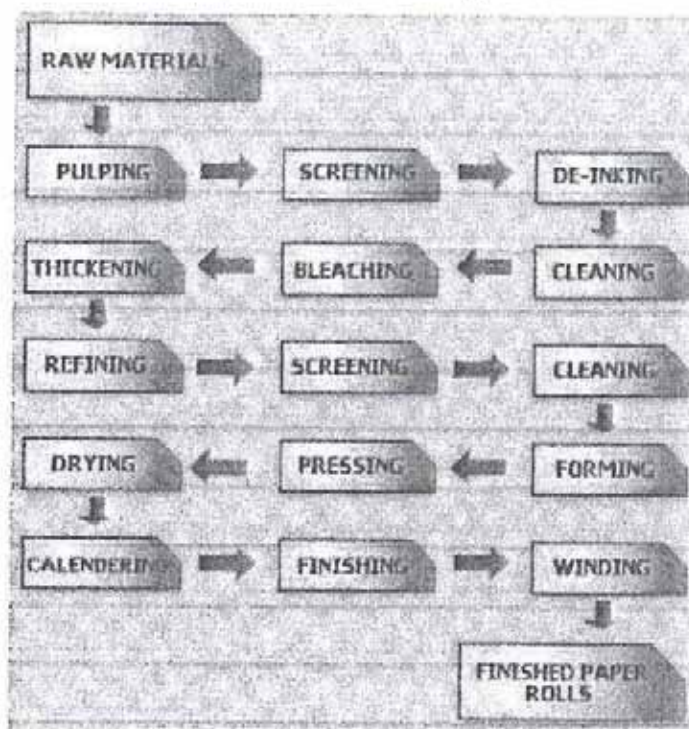 RAW MATERIALS
PULPING
SCREENING
DE-INKING
CLEANING
BLEACHING
THICKENING
REFINING
SCREENING
CLEANING
FORMING
PRESSING
DRYING
CALENDERING
FINISHING
WINDING
FINISHED PAPER
ROLLS